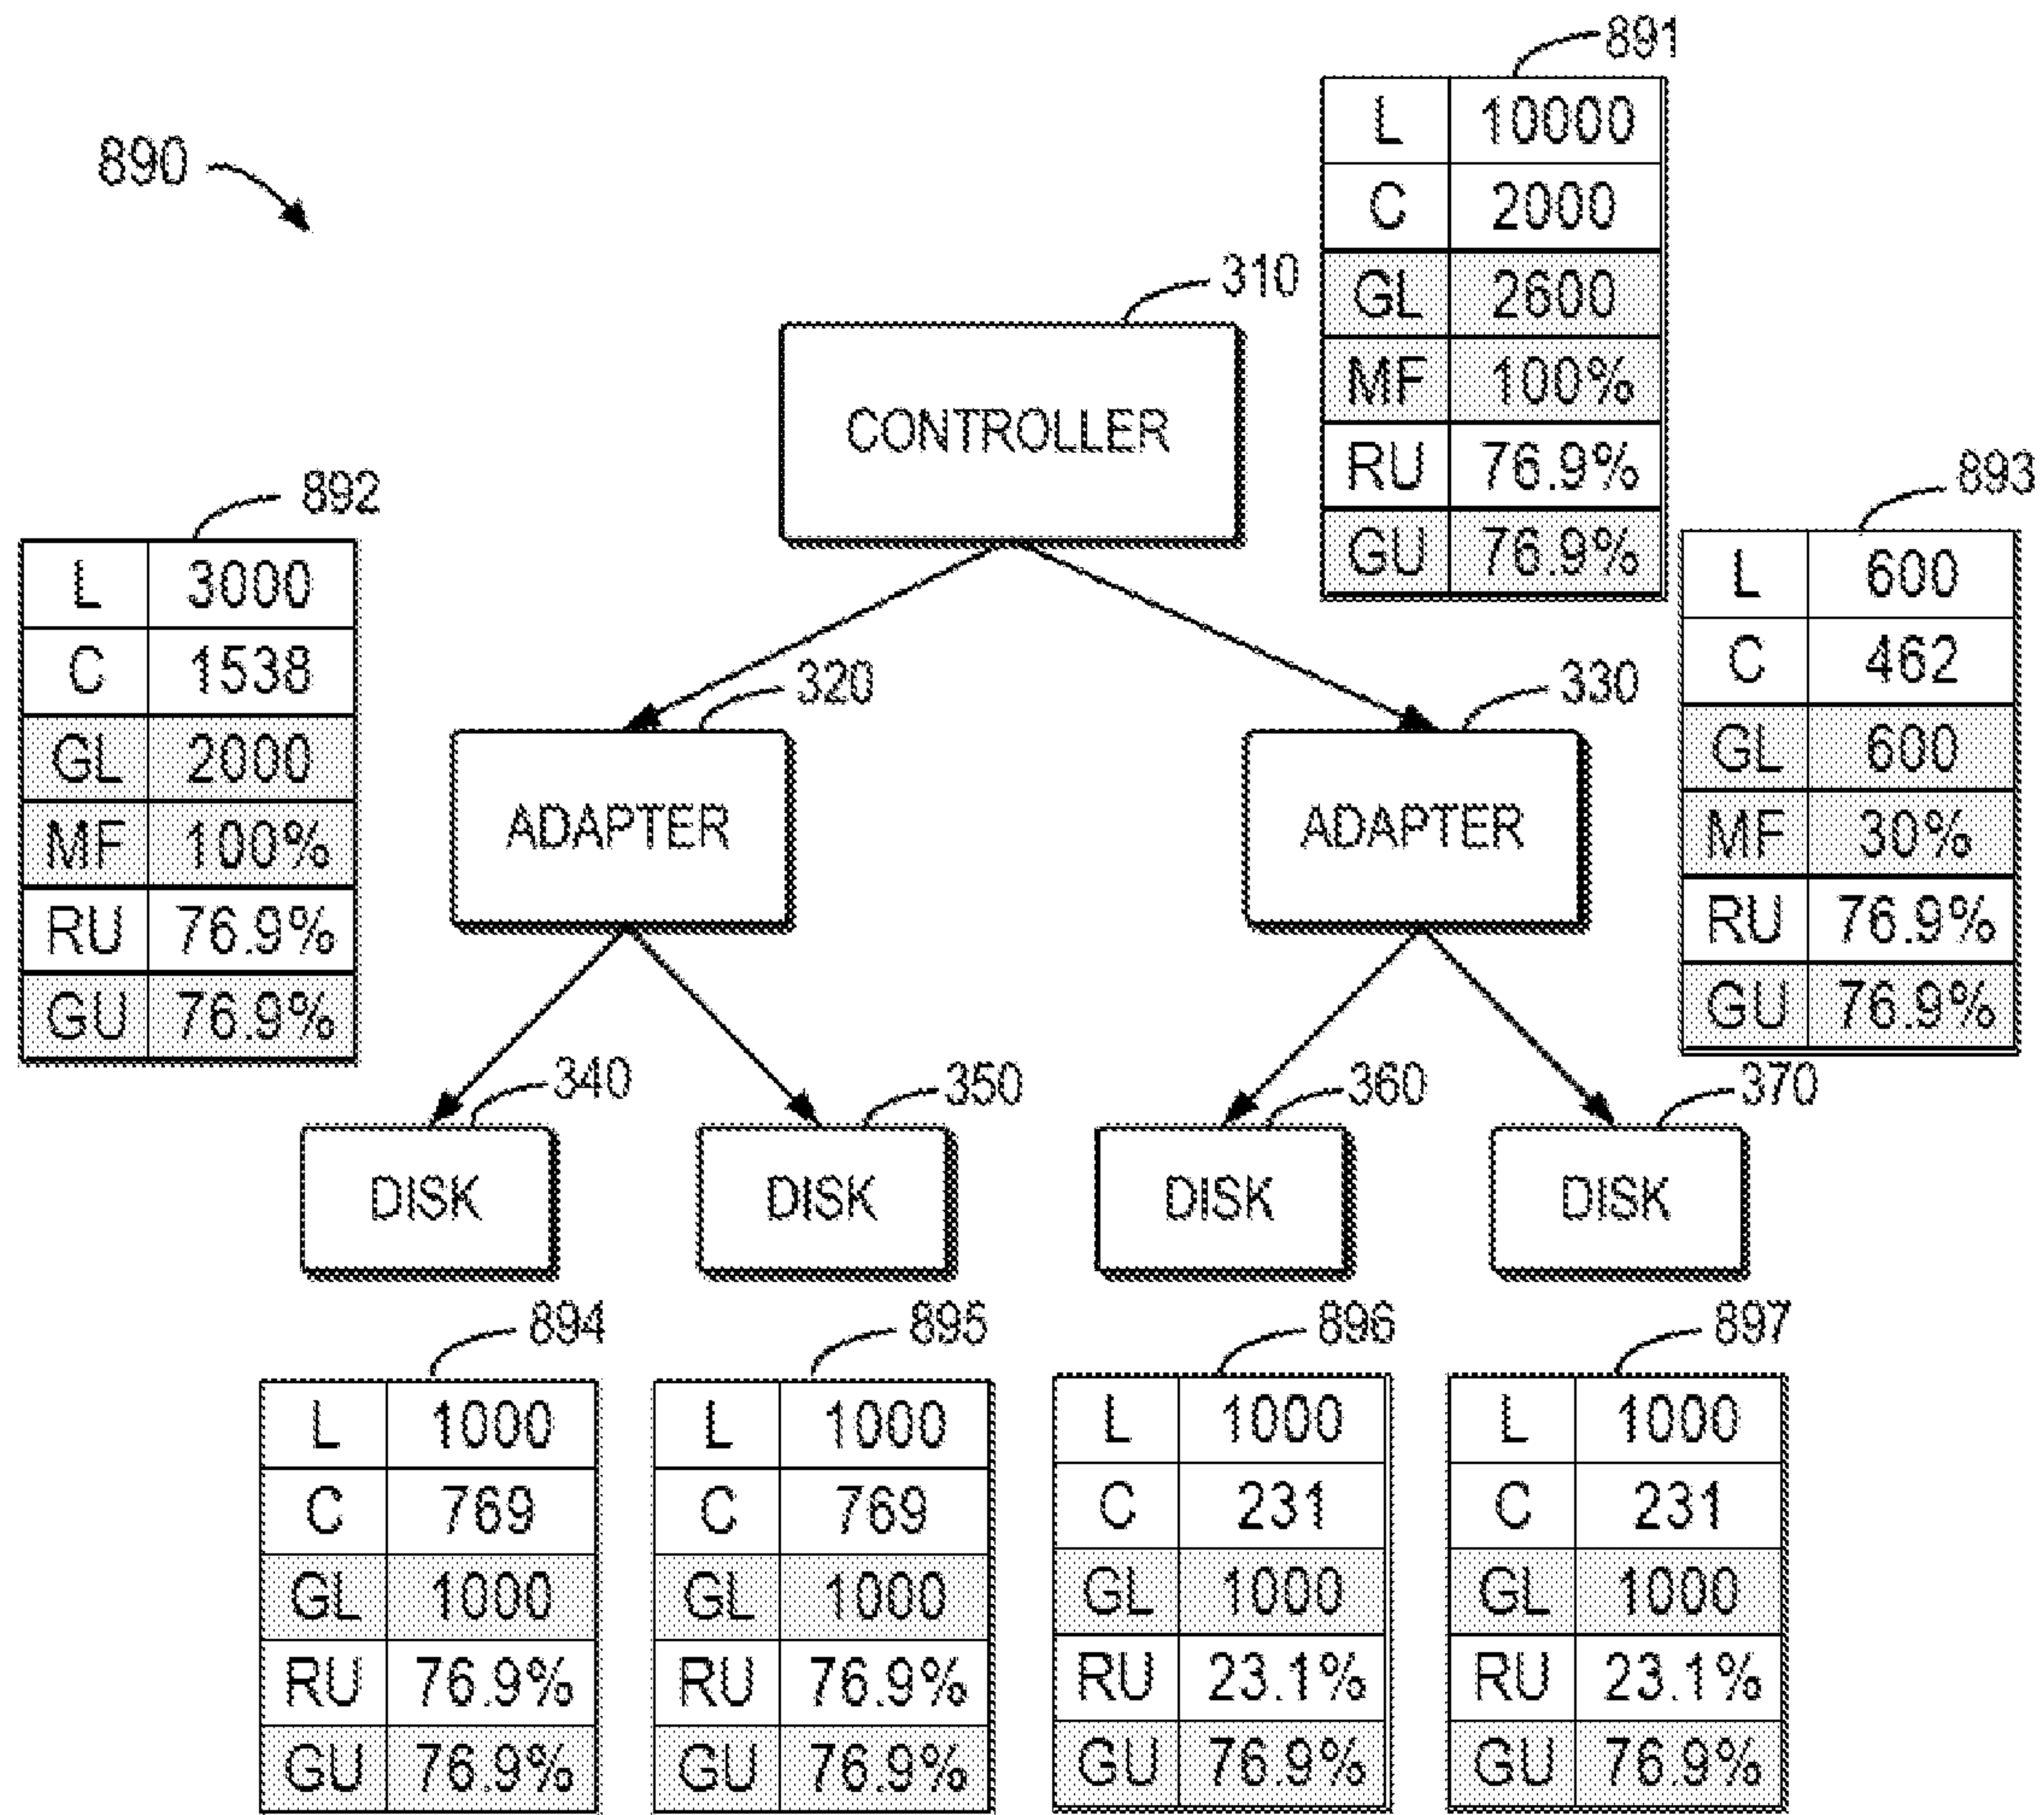 891
L 10000
C 2000
GL 2600
MF 100%
RU 76.9%
GU 76.9%
890
310
CONTROLLER
892
L 3000
C 1538
GL 2000
MF 100%
RU 76.9%
GU 76.9%
893
L 600
C 462
GL 600
MF 30%
RU 76.9%
GU 76.9%
320
ADAPTER
330
ADAPTER
340
DISK
350
DISK
360
DISK
370
DISK
894
L 1000
C 769
GL 1000
RU 76.9%
GU 76.9%
895
L 1000
C 769
GL 1000
RU 76.9%
GU 76.9%
896
L 1000
C 231
GL 1000
RU 23.1%
GU 76.9%
897
L 1000
C 231
GL 1000
RU 23.1%
GU 76.9%